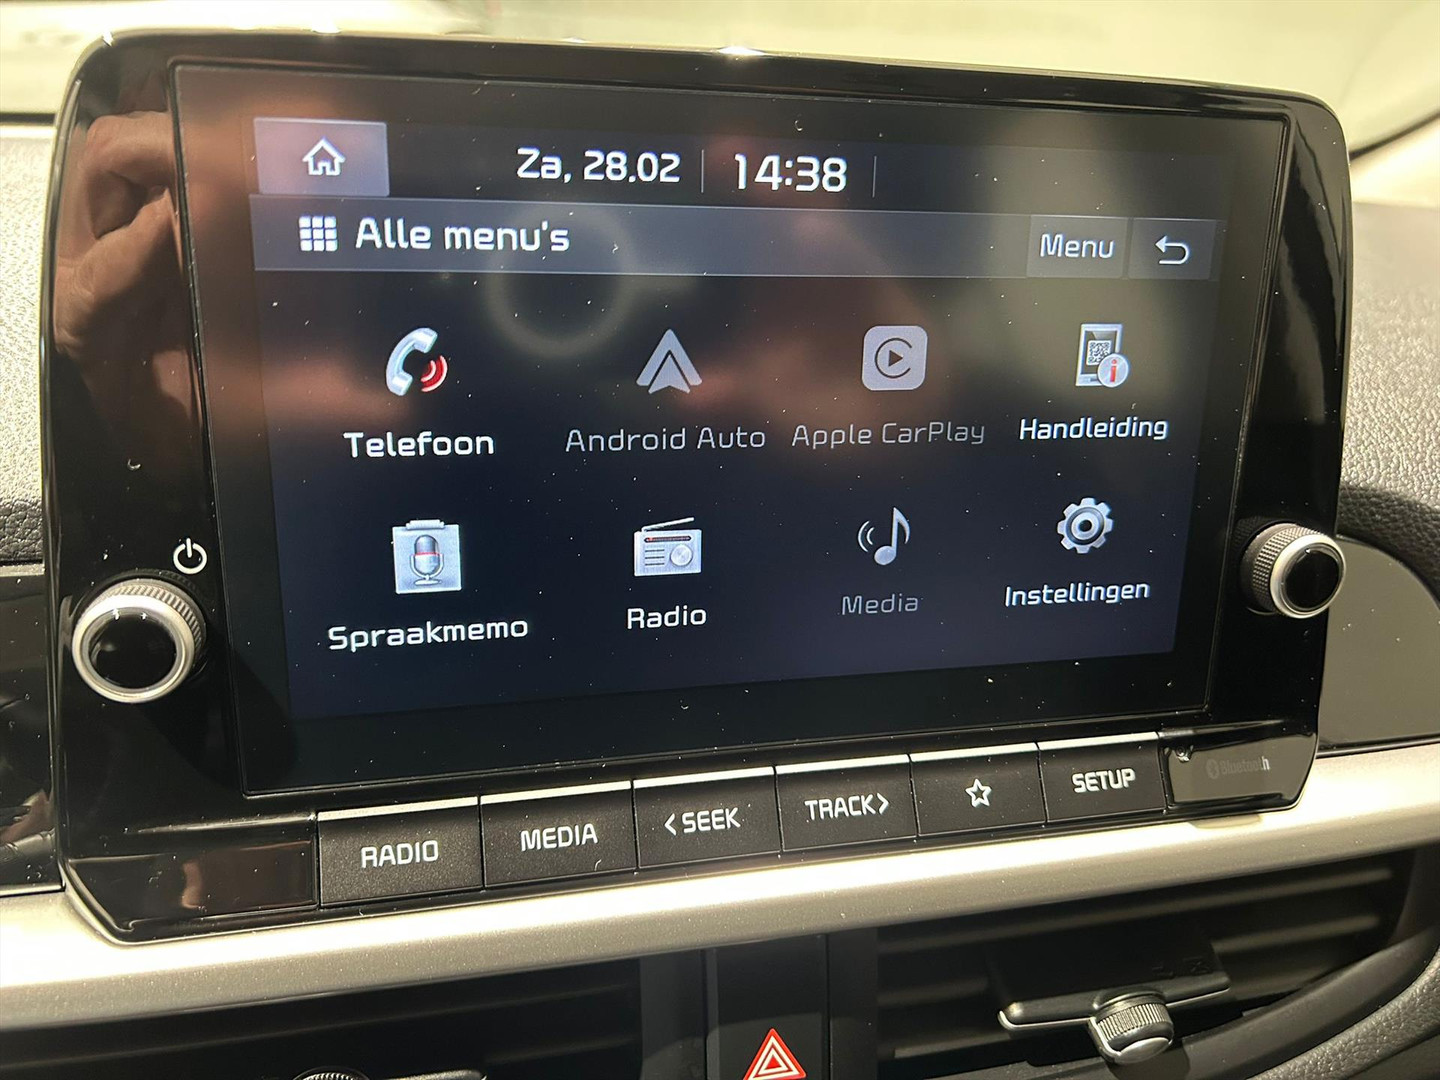 Za, 28.02 14:38
Alle menu's Menu
Telefoon Android Auto Apple CarPlay Handleiding
Spraakmemo Radio Media Instellingen
RADIO MEDIA <SEEK TRACK> SETUP
Bluetooth